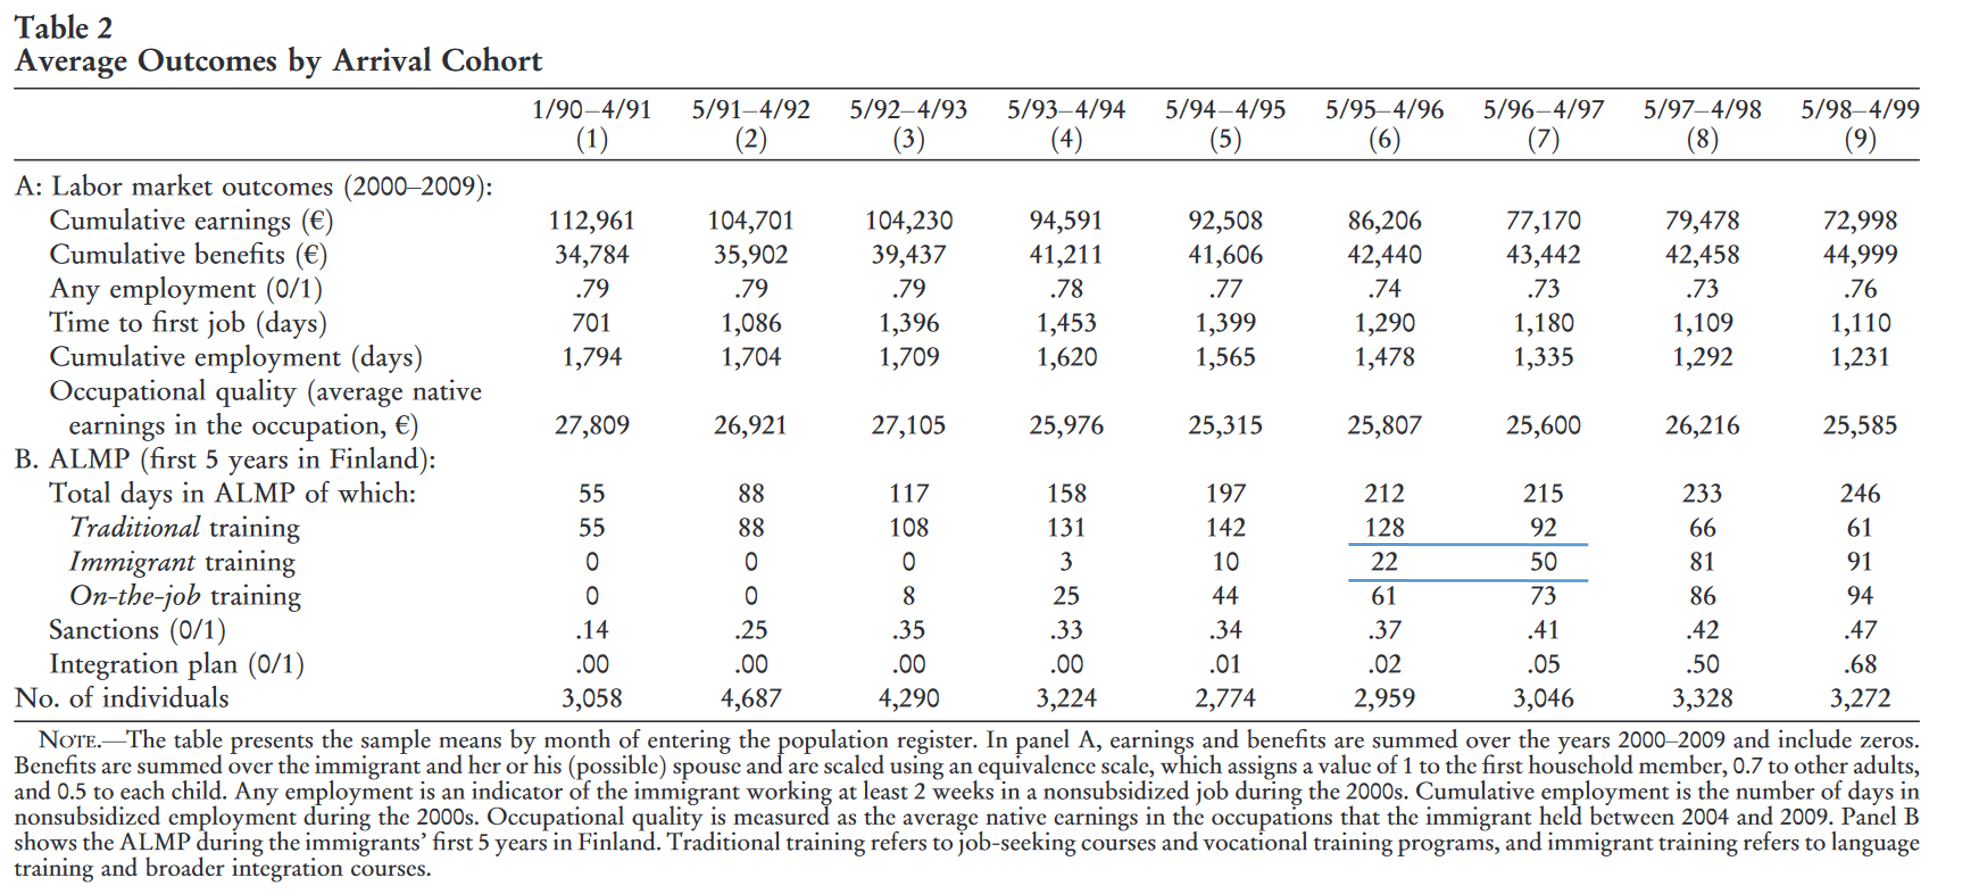 Table 2
Average Outcomes by Arrival Cohort
1/90–4/91 5/91–4/92 5/92–4/93 5/93–4/94 5/94–4/95 5/95–4/96 5/96–4/97 5/97–4/98 5/98–4/99
(1) (2) (3) (4) (5) (6) (7) (8) (9)
A: Labor market outcomes (2000–2009):
Cumulative earnings (€) 112,961 104,701 104,230 94,591 92,508 86,206 77,170 79,478 72,998
Cumulative benefits (€) 34,784 35,902 39,437 41,211 41,606 42,440 43,442 42,458 44,999
Any employment (0/1) .79 .79 .79 .78 .77 .74 .73 .73 .76
Time to first job (days) 701 1,086 1,396 1,453 1,399 1,290 1,180 1,109 1,110
Cumulative employment (days) 1,794 1,704 1,709 1,620 1,565 1,478 1,335 1,292 1,231
Occupational quality (average native
earnings in the occupation, €) 27,809 26,921 27,105 25,976 25,315 25,807 25,600 26,216 25,585
B. ALMP (first 5 years in Finland):
Total days in ALMP of which: 55 88 117 158 197 212 215 233 246
Traditional training 55 88 108 131 142 128 92 66 61
Immigrant training 0 0 0 3 10 22 50 81 91
On-the-job training 0 0 8 25 44 61 73 86 94
Sanctions (0/1) .14 .25 .35 .33 .34 .37 .41 .42 .47
Integration plan (0/1) .00 .00 .00 .00 .01 .02 .05 .50 .68
No. of individuals 3,058 4,687 4,290 3,224 2,774 2,959 3,046 3,328 3,272
NOTE.—The table presents the sample means by month of entering the population register. In panel A, earnings and benefits are summed over the years 2000–2009 and include zeros.
Benefits are summed over the immigrant and her or his (possible) spouse and are scaled using an equivalence scale, which assigns a value of 1 to the first household member, 0.7 to other adults,
and 0.5 to each child. Any employment is an indicator of the immigrant working at least 2 weeks in a nonsubsidized job during the 2000s. Cumulative employment is the number of days in
nonsubsidized employment during the 2000s. Occupational quality is measured as the average native earnings in the occupations that the immigrant held between 2004 and 2009. Panel B
shows the ALMP during the immigrants' first 5 years in Finland. Traditional training refers to job-seeking courses and vocational training programs, and immigrant training refers to language
training and broader integration courses.